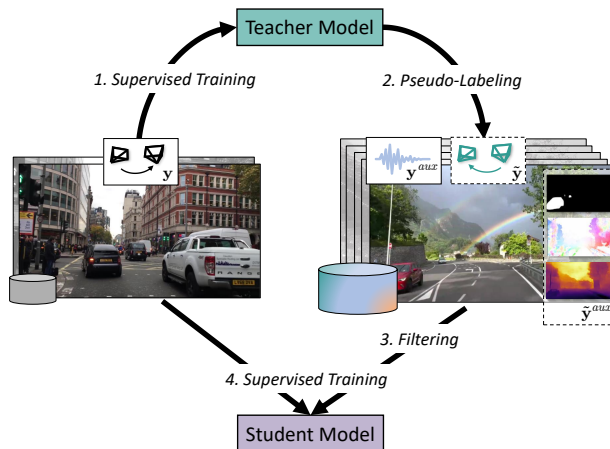 Teacher Model
1. Supervised Training
2. Pseudo-Labeling
y
y^aux
ỹ
ỹ^aux
3. Filtering
4. Supervised Training
Student Model